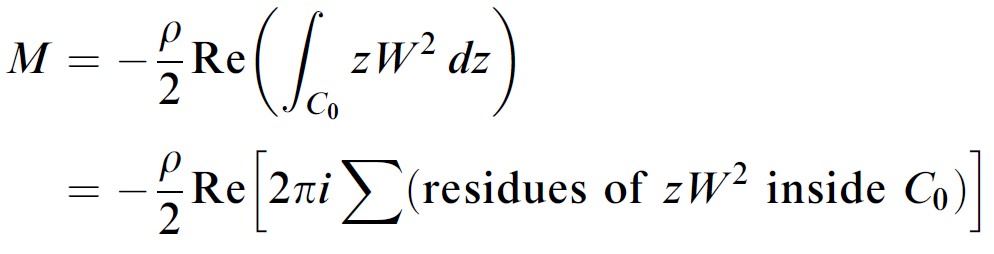 M = −ρ/2 Re(∫_{C₀} zW² dz)
= −ρ/2 Re[2πi ∑(residues of zW² inside C₀)]